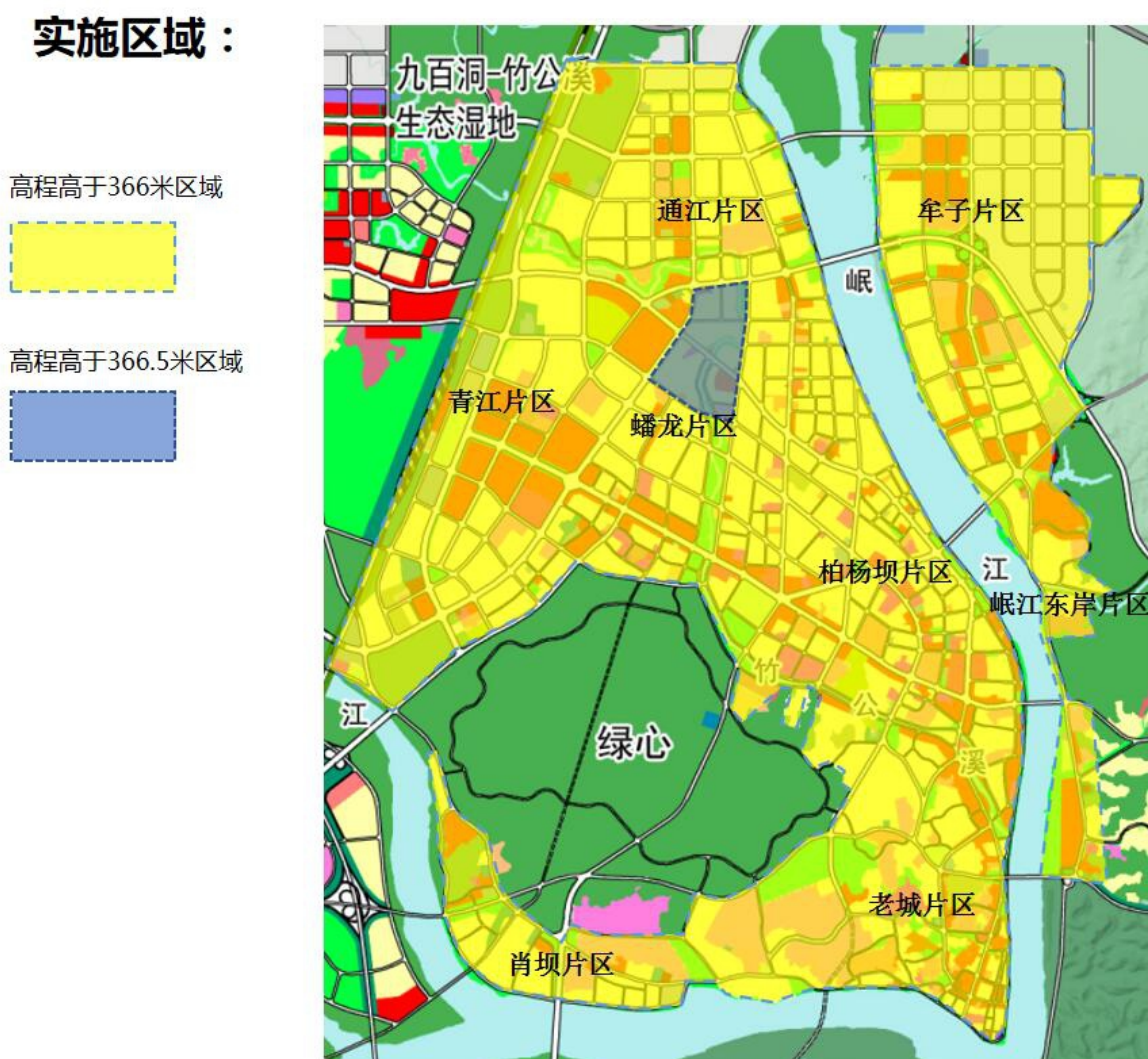 实施区域：
高程高于366米区域
高程高于366.5米区域
九百洞-竹公溪
生态湿地
通江片区
牟子片区
岷
青江片区
蟠龙片区
柏杨坝片区
江
岷江东岸片区
竹
公
溪
江
绿心
老城片区
肖坝片区